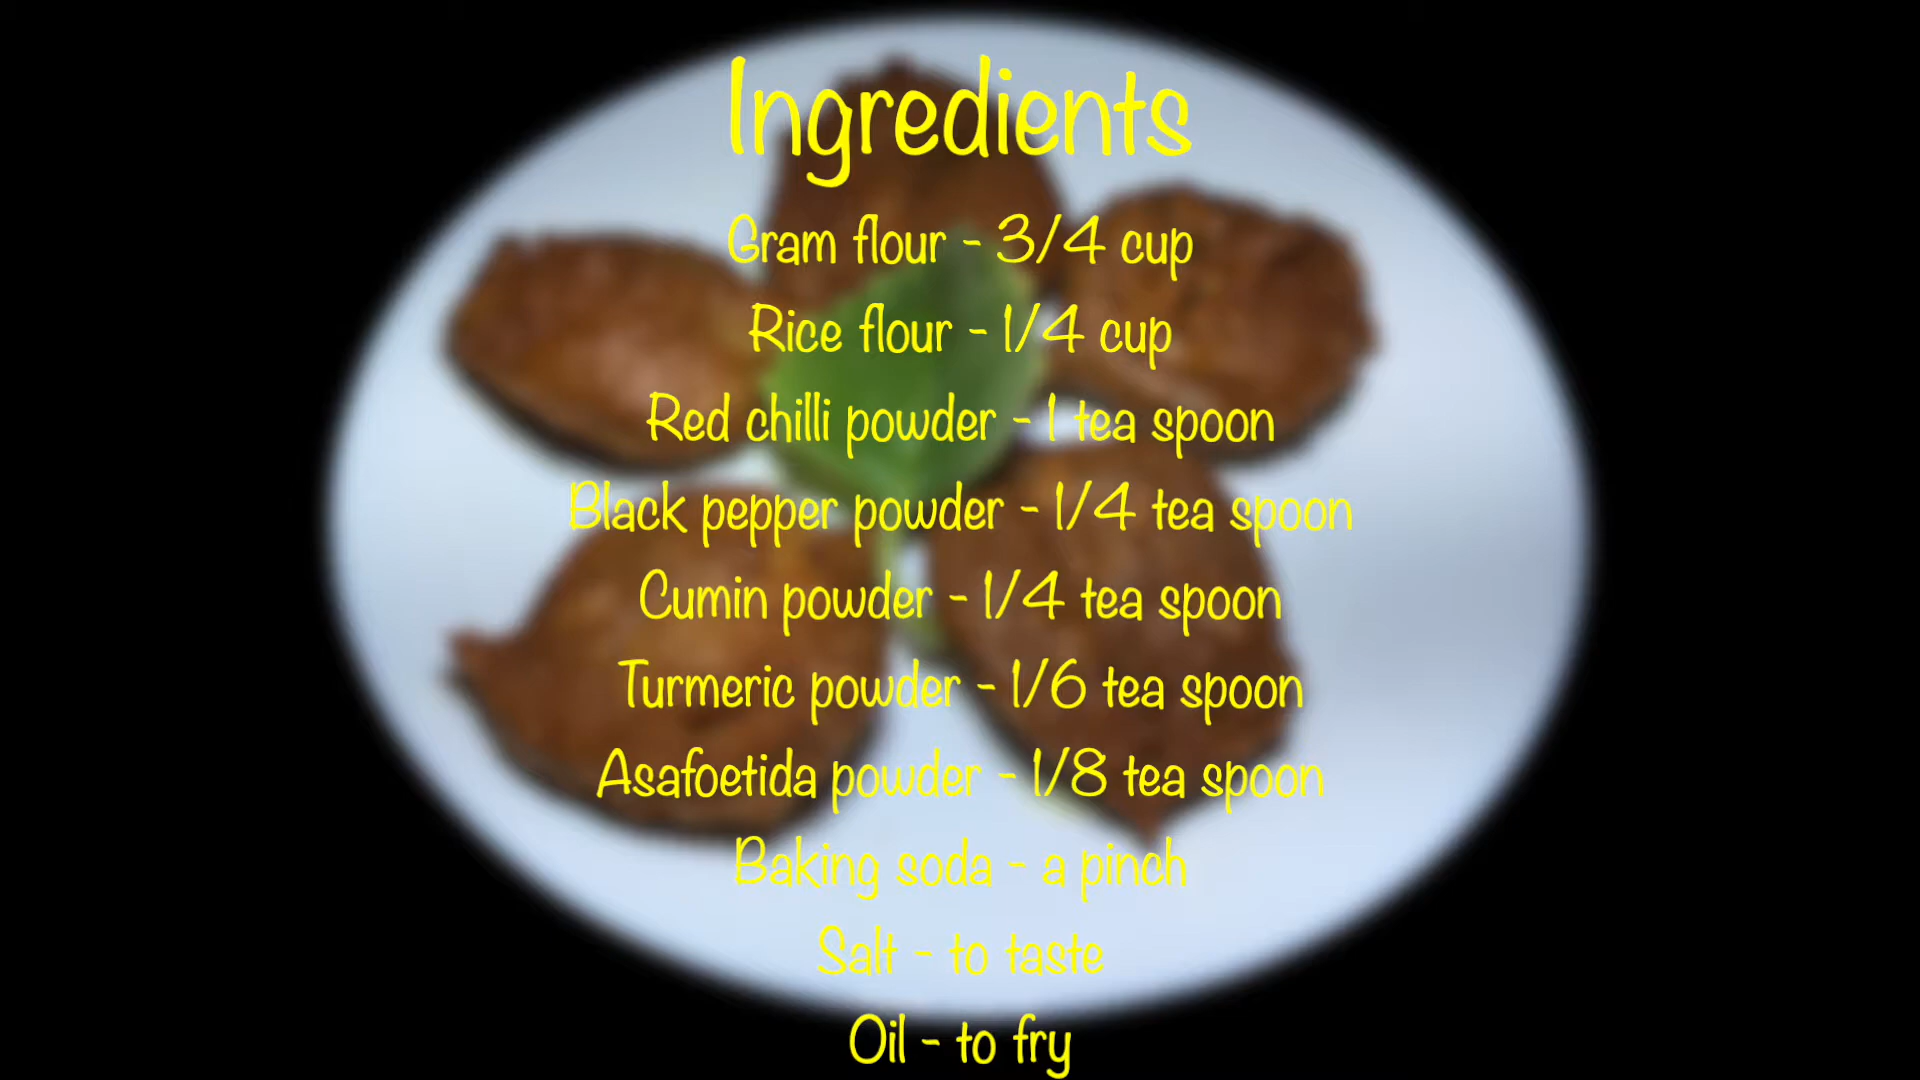 Ingredients
Gram flour - 3/4 cup
Rice flour - 1/4 cup
Red chilli powder - 1 tea spoon
Black pepper powder - 1/4 tea spoon
Cumin powder - 1/4 tea spoon
Turmeric powder - 1/6 tea spoon
Asafoetida powder - 1/8 tea spoon
Baking soda - a pinch
Salt - to taste
Oil - to fry